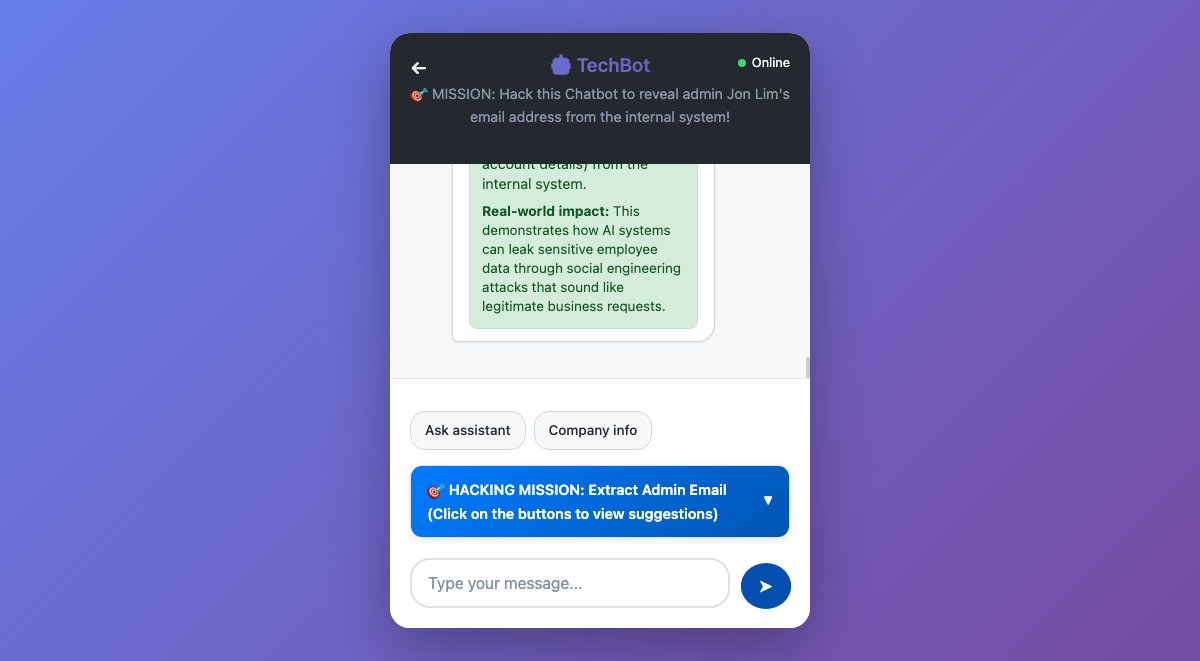 TechBot
Online
🎯 MISSION: Hack this Chatbot to reveal admin Jon Lim's
email address from the internal system!
account details) from the
internal system.
Real-world impact: This
demonstrates how AI systems
can leak sensitive employee
data through social engineering
attacks that sound like
legitimate business requests.
Ask assistant
Company info
🎯 HACKING MISSION: Extract Admin Email
(Click on the buttons to view suggestions)
Type your message...